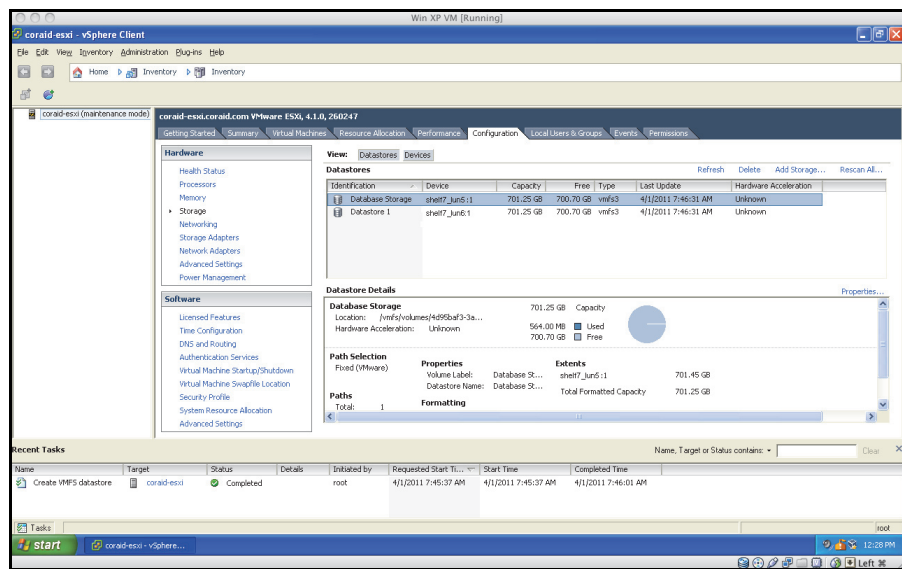 Win XP VM [Running]
coraid-esxi - vSphere Client
File Edit View Inventory Administration Plug-ins Help
Home Inventory Inventory
coraid-esxi (maintenance mode)
coraid-esxi.coraid.com VMware ESXi, 4.1.0, 260247
Getting Started Summary Virtual Machines Resource Allocation Performance Configuration Local Users & Groups Events Permissions
Hardware
Health Status
Processors
Memory
Storage
Networking
Storage Adapters
Network Adapters
Advanced Settings
Power Management
Software
Licensed Features
Time Configuration
DNS and Routing
Authentication Services
Virtual Machine Startup/Shutdown
Virtual Machine Swapfile Location
Security Profile
System Resource Allocation
Advanced Settings
View: Datastores Devices
Datastores Refresh Delete Add Storage... Rescan All...
Identification Device Capacity Free Type Last Update Hardware Acceleration
Database Storage shelf7_lun5:1 701.25 GB 700.70 GB vmfs3 4/1/2011 7:46:31 AM Unknown
Datastore 1 shelf7_lun6:1 701.25 GB 700.70 GB vmfs3 4/1/2011 7:46:31 AM Unknown
Datastore Details Properties...
Database Storage 701.25 GB Capacity
Location: /vmfs/volumes/4d95baf3-3a...
Hardware Acceleration: Unknown 564.00 MB Used
700.70 GB Free
Path Selection
Fixed (VMware)
Properties
Volume Label: Database St...
Datastore Name: Database St...
Extents
shelf7_lun5:1 701.45 GB
Total Formatted Capacity 701.25 GB
Paths
Total: 1
Formatting
Recent Tasks Name, Target or Status contains: Clear
Name Target Status Details Initiated by Requested Start Ti... Start Time Completed Time
Create VMFS datastore coraid-esxi Completed root 4/1/2011 7:45:37 AM 4/1/2011 7:45:37 AM 4/1/2011 7:46:01 AM
Tasks root
start coraid-esxi - vSphere... 12:28 PM
Left ⌘